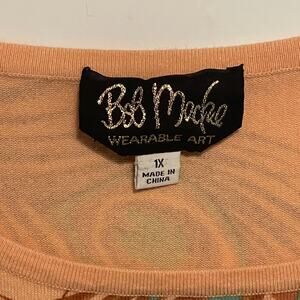 Bob Mackie
WEARABLE ART
1X
MADE IN
CHINA